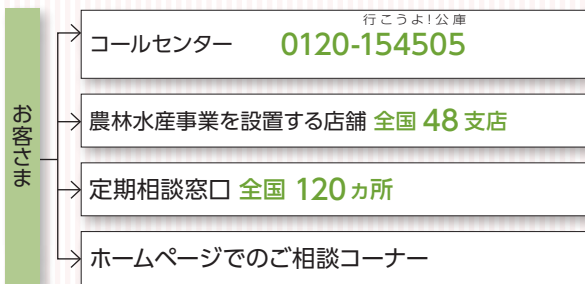 お客さま
行こうよ!公庫
コールセンター 0120-154505
農林水産事業を設置する店舗 全国 48 支店
定期相談窓口 全国 120 ヵ所
ホームページでのご相談コーナー